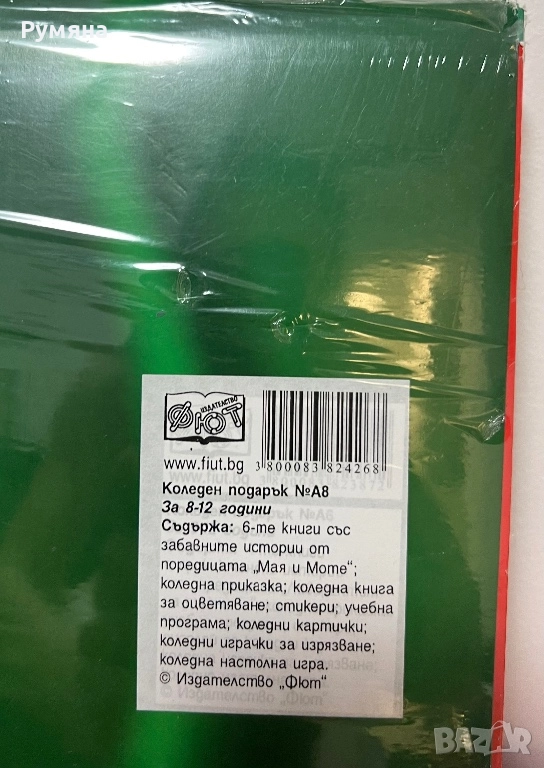 Румяна
ИЗДАТЕЛСТВО
ФЮТ
www.fiut.bg
3 800083 824268
Коледен подарък №А8
За 8-12 години
Съдържа: 6-те книги със
забавните истории от
поредицата „Мая и Моте“;
коледна приказка; коледна книга
за оцветяване; стикери; учебна
програма; коледни картички;
коледни играчки за изрязване;
коледна настолна игра.
© Издателство „Фют“
BAZAR